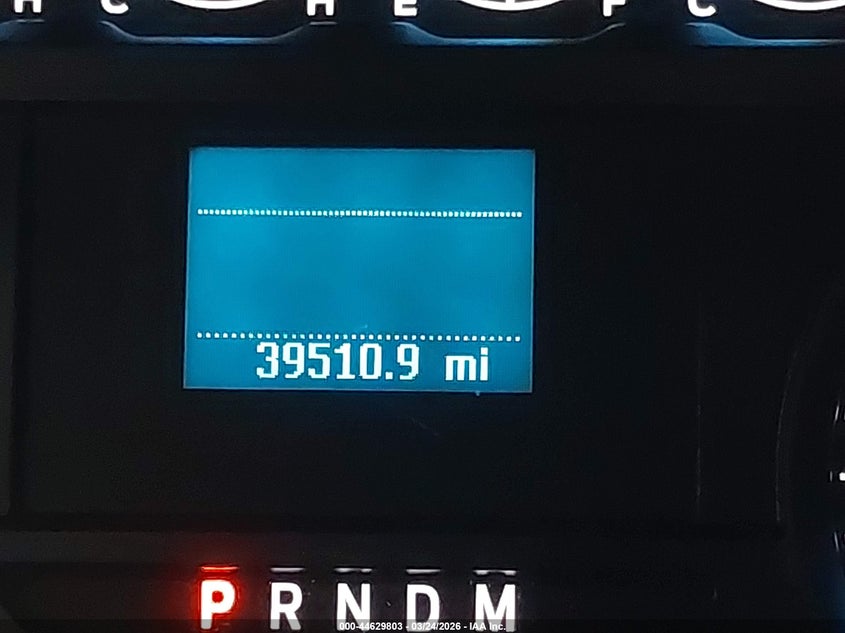 H C H E F C
39510.9 mi
P R N D M
000-44629803 - 03/24/2026 - IAA Inc.